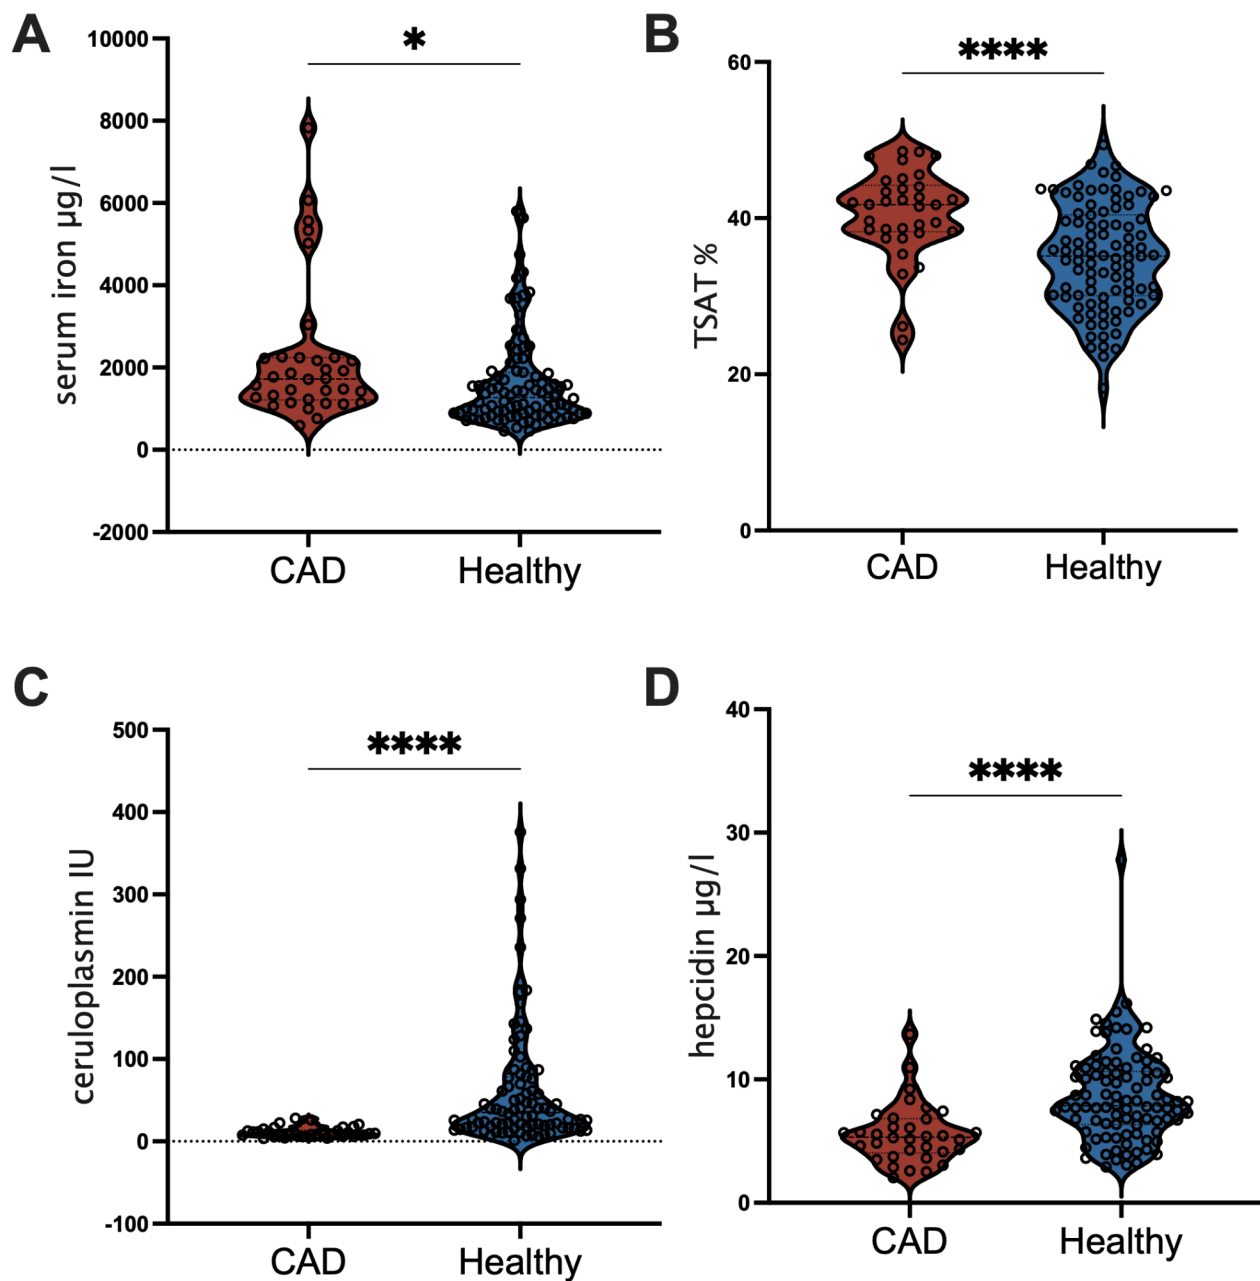 A
serum iron µg/l
10000
8000
6000
4000
2000
0
-2000
*
CAD
Healthy
B
TSAT %
60
40
20
0
****
CAD
Healthy
C
ceruloplasmin IU
500
400
300
200
100
0
-100
****
CAD
Healthy
D
hepcidin µg/l
40
30
20
10
0
****
CAD
Healthy